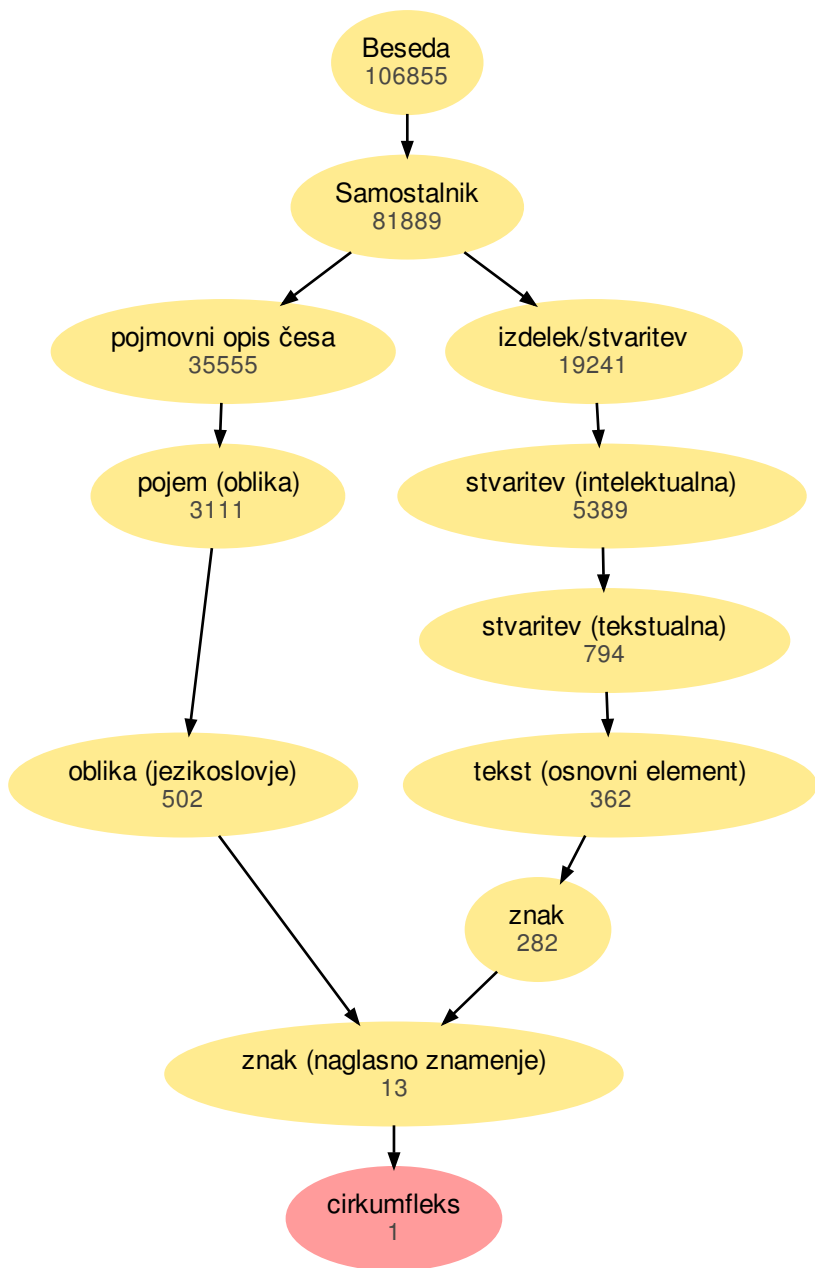 Beseda
106855
Samostalnik
81889
pojmovni opis česa
35555
izdelek/stvaritev
19241
pojem (oblika)
3111
stvaritev (intelektualna)
5389
stvaritev (tekstualna)
794
oblika (jezikoslovje)
502
tekst (osnovni element)
362
znak
282
znak (naglasno znamenje)
13
cirkumfleks
1